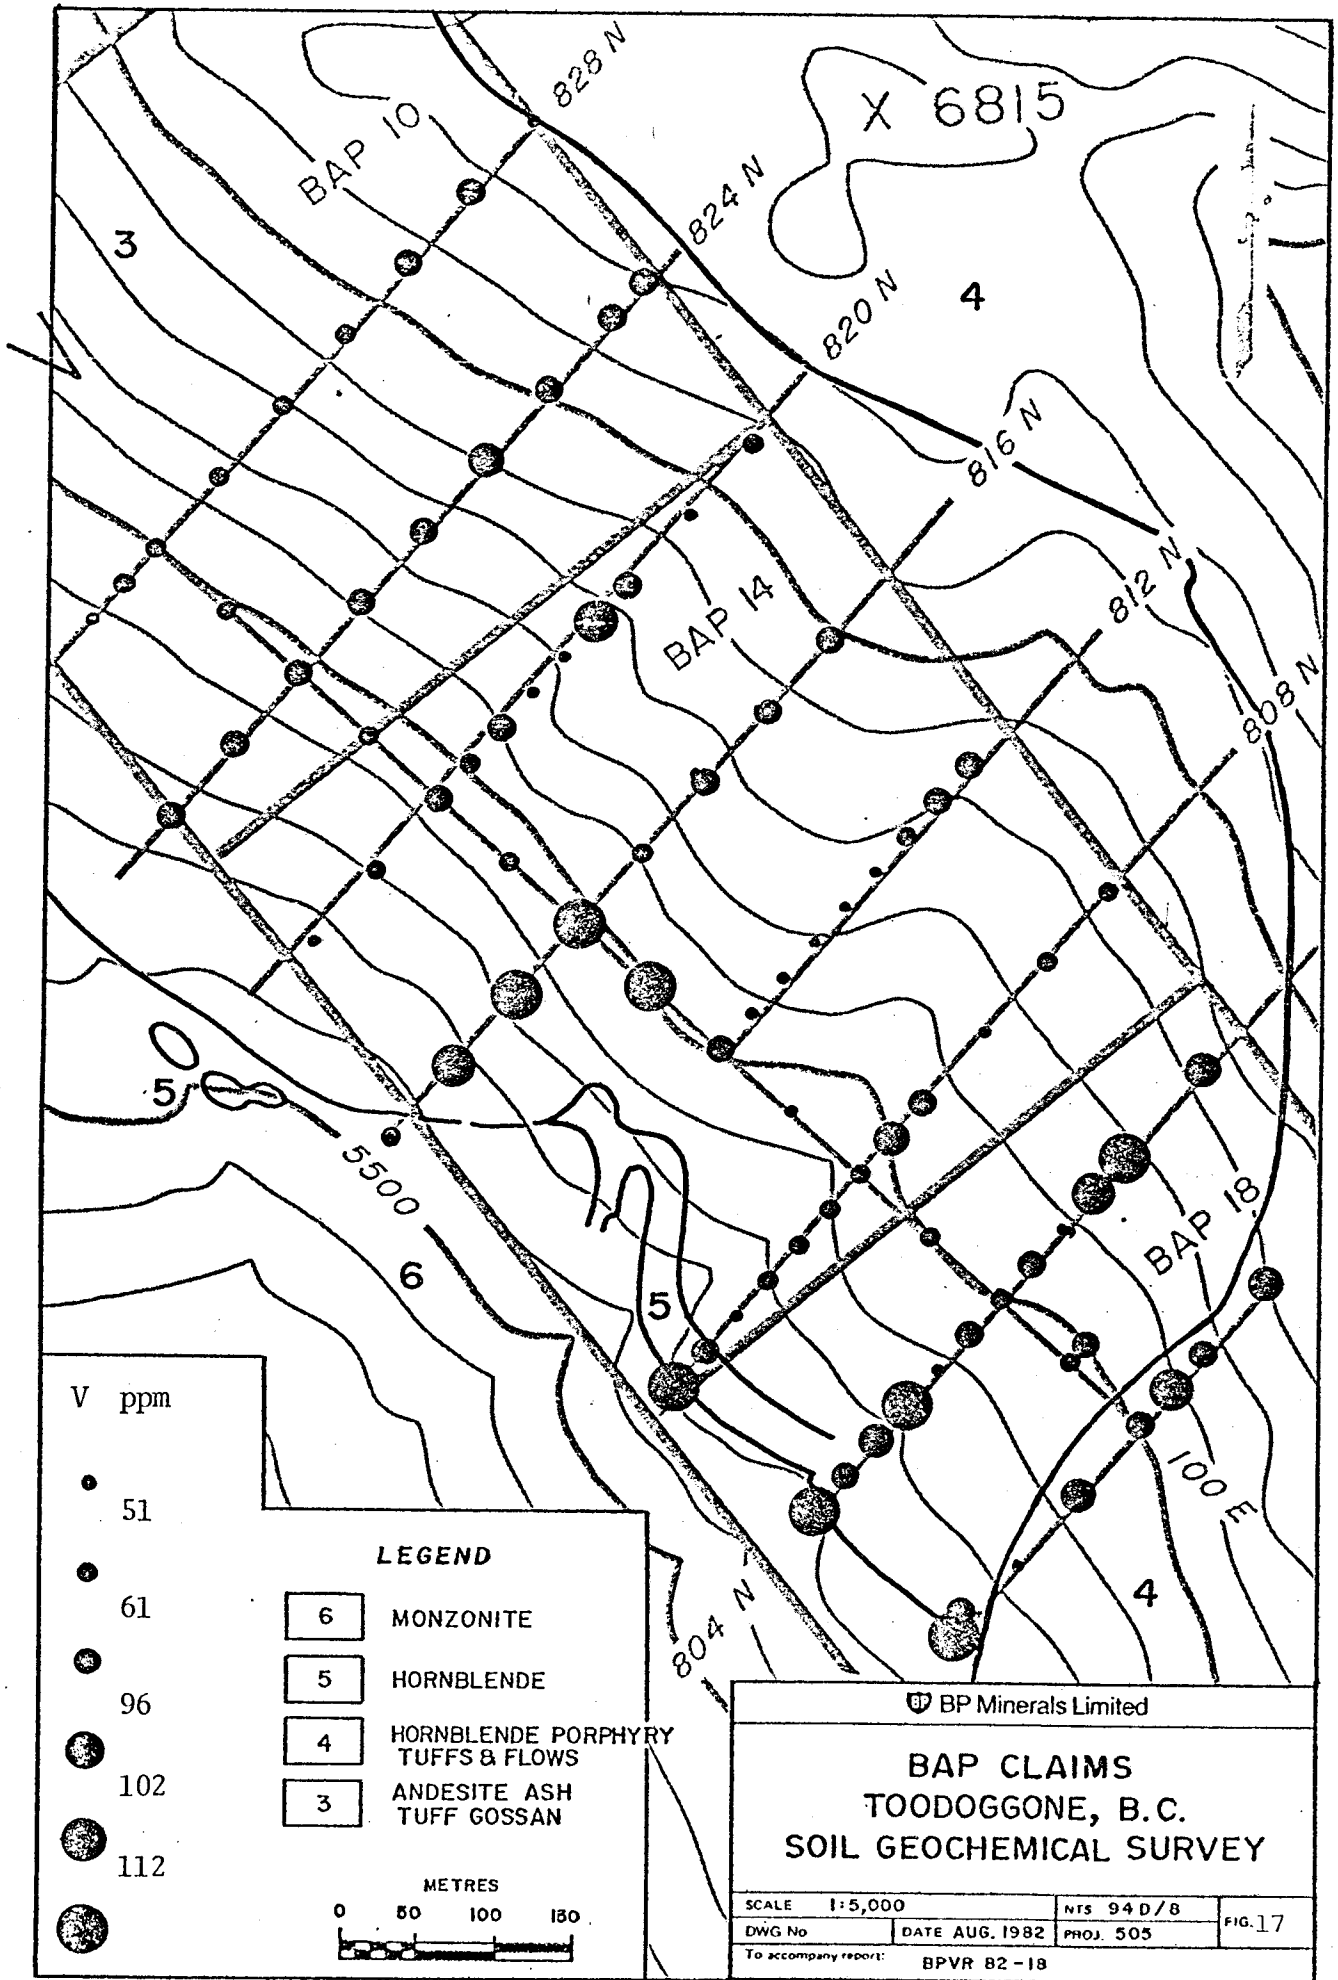 828 N
X 6815
BAP 10
824 N
3
820 N
4
816 N
812 N
BAP 14
808 N
5
5500
BAP 18
6
5
100 E
4
804 N
V ppm
51
61
96
102
112
LEGEND
6 MONZONITE
5 HORNBLENDE
4 HORNBLENDE PORPHYRY
TUFFS & FLOWS
3 ANDESITE ASH
TUFF GOSSAN
METRES
0 50 100 150
BP BP Minerals Limited
BAP CLAIMS
TOODOGGONE, B.C.
SOIL GEOCHEMICAL SURVEY
SCALE 1:5,000 NTS 94 D/8 FIG. 17
DWG No DATE AUG. 1982 PROJ. 505
To accompany report: BPVR 82-18